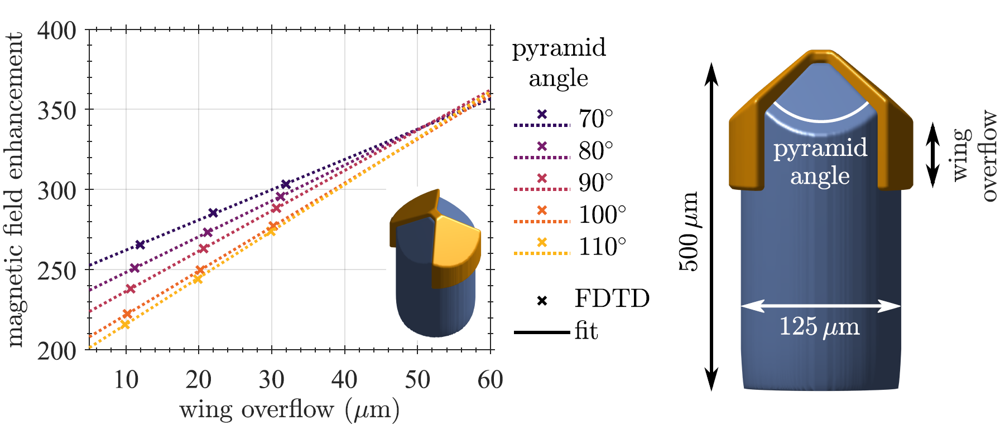 magnetic field enhancement
400
350
300
250
200
10 20 30 40 50 60
wing overflow (μm)
pyramid
angle
70°
80°
90°
100°
110°
FDTD
fit
500 μm
pyramid
angle
125 μm
wing
overflow